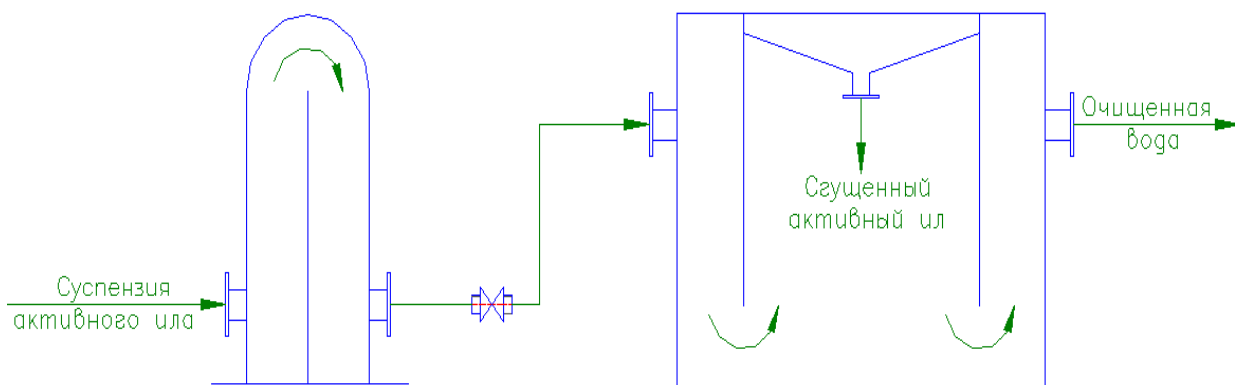 Суспензия
активного ила
Сгущенный
активный ил
Очищенная
вода